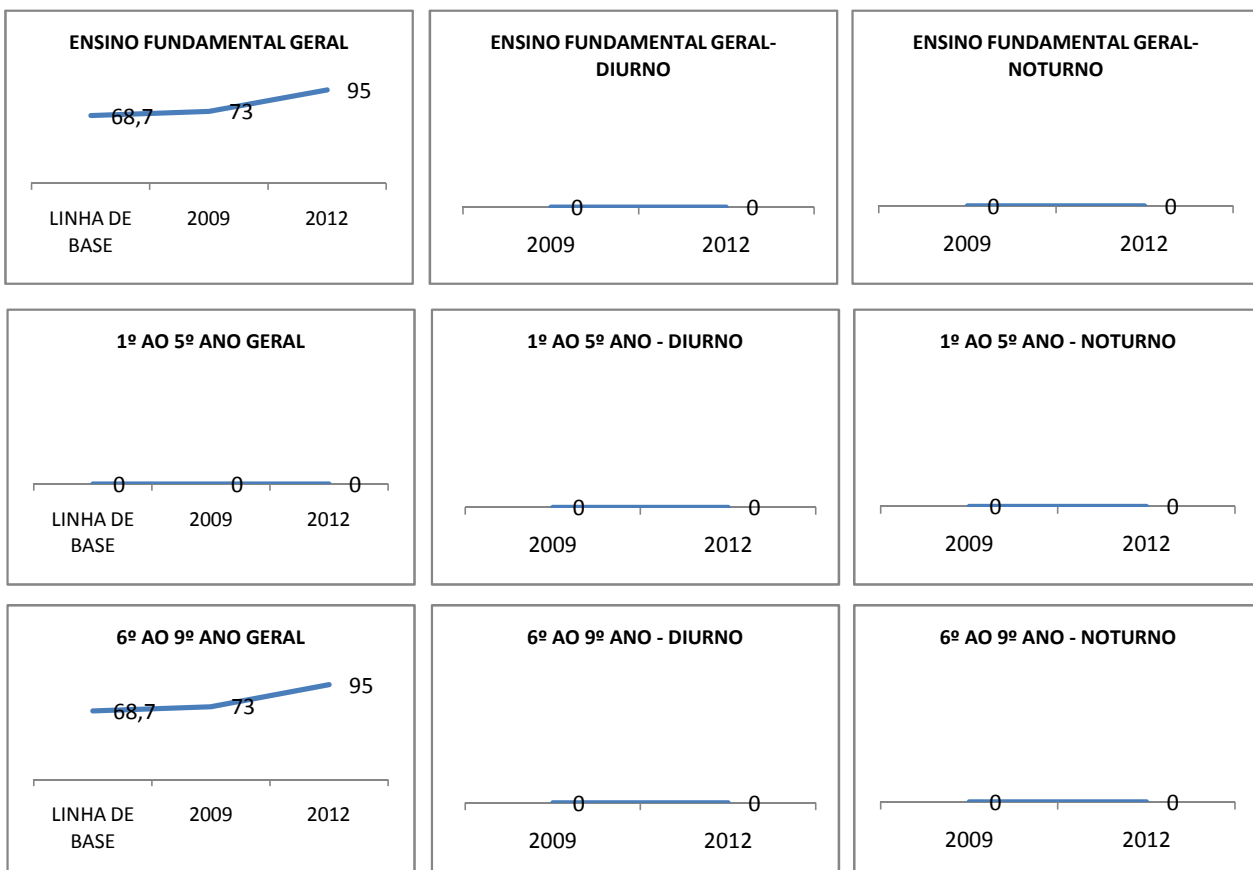 ENSINO FUNDAMENTAL GERAL
68,7
73
95
LINHA DE
BASE
2009
2012
ENSINO FUNDAMENTAL GERAL-
DIURNO
0
0
2009
2012
ENSINO FUNDAMENTAL GERAL-
NOTURNO
0
0
2009
2012
1º AO 5º ANO GERAL
0
0
0
LINHA DE
BASE
2009
2012
1º AO 5º ANO - DIURNO
0
0
2009
2012
1º AO 5º ANO - NOTURNO
0
0
2009
2012
6º AO 9º ANO GERAL
68,7
73
95
LINHA DE
BASE
2009
2012
6º AO 9º ANO - DIURNO
0
0
2009
2012
6º AO 9º ANO - NOTURNO
0
0
2009
2012